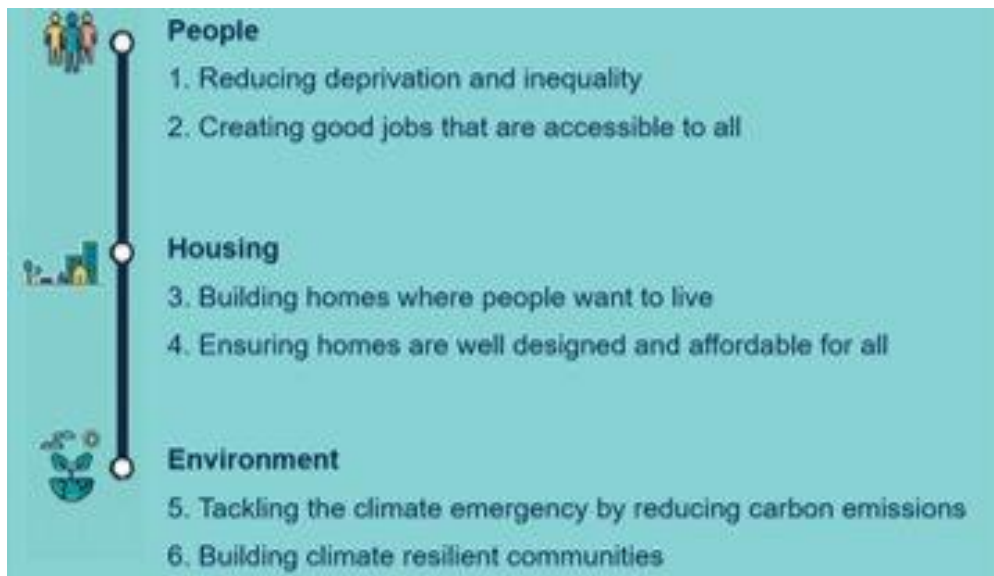 People
1. Reducing deprivation and inequality
2. Creating good jobs that are accessible to all
Housing
3. Building homes where people want to live
4. Ensuring homes are well designed and affordable for all
Environment
5. Tackling the climate emergency by reducing carbon emissions
6. Building climate resilient communities